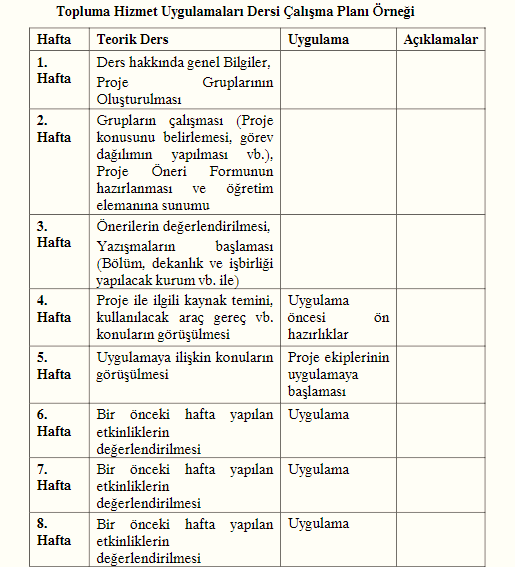 Topluma Hizmet Uygulamaları Dersi Çalışma Planı Örneği
Hafta Teorik Ders Uygulama Açıklamalar
1.
Hafta
Ders hakkında genel Bilgiler,
Proje Gruplarının
Oluşturulması
2.
Hafta
Grupların çalışması (Proje
konusunu belirlemesi, görev
dağılımın yapılması vb.),
Proje Öneri Formunun
hazırlanması ve öğretim
elemanına sunumu
3.
Hafta
Önerilerin değerlendirilmesi,
Yazışmaların başlaması
(Bölüm, dekanlık ve işbirliği
yapılacak kurum vb. ile)
4.
Hafta
Proje ile ilgili kaynak temini,
kullanılacak araç gereç vb.
konuların görüşülmesi
Uygulama
öncesi ön
hazırlıklar
5.
Hafta
Uygulamaya ilişkin konuların
görüşülmesi
Proje ekiplerinin
uygulamaya
başlaması
6.
Hafta
Bir önceki hafta yapılan
etkinliklerin
değerlendirilmesi
Uygulama
7.
Hafta
Bir önceki hafta yapılan
etkinliklerin
değerlendirilmesi
Uygulama
8.
Hafta
Bir önceki hafta yapılan
etkinliklerin
değerlendirilmesi
Uygulama